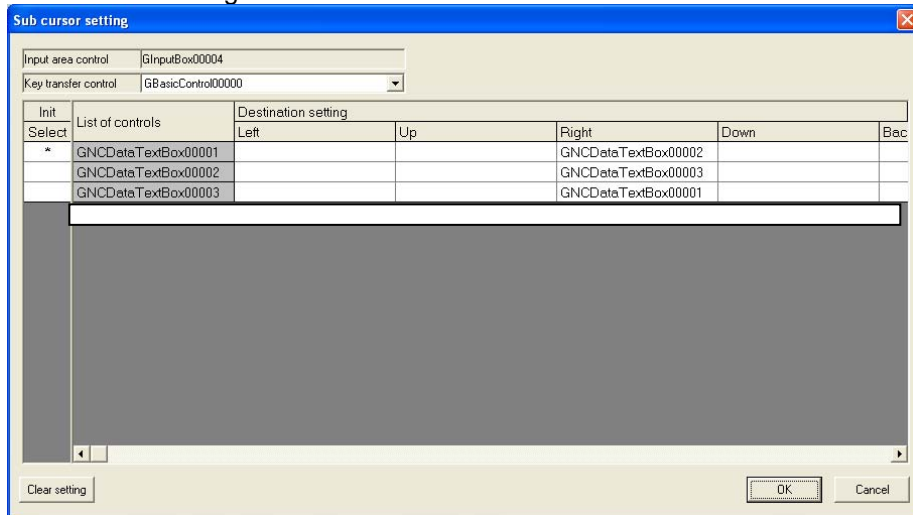 Sub cursor setting
Input area control GInputBox00004
Key transfer control GBasicControl00000
Init Select List of controls Destination setting
Left Up Right Down Bac
* GNCDataTextBox00001 GNCDataTextBox00002
GNCDataTextBox00002 GNCDataTextBox00003
GNCDataTextBox00003 GNCDataTextBox00001
Clear setting OK Cancel